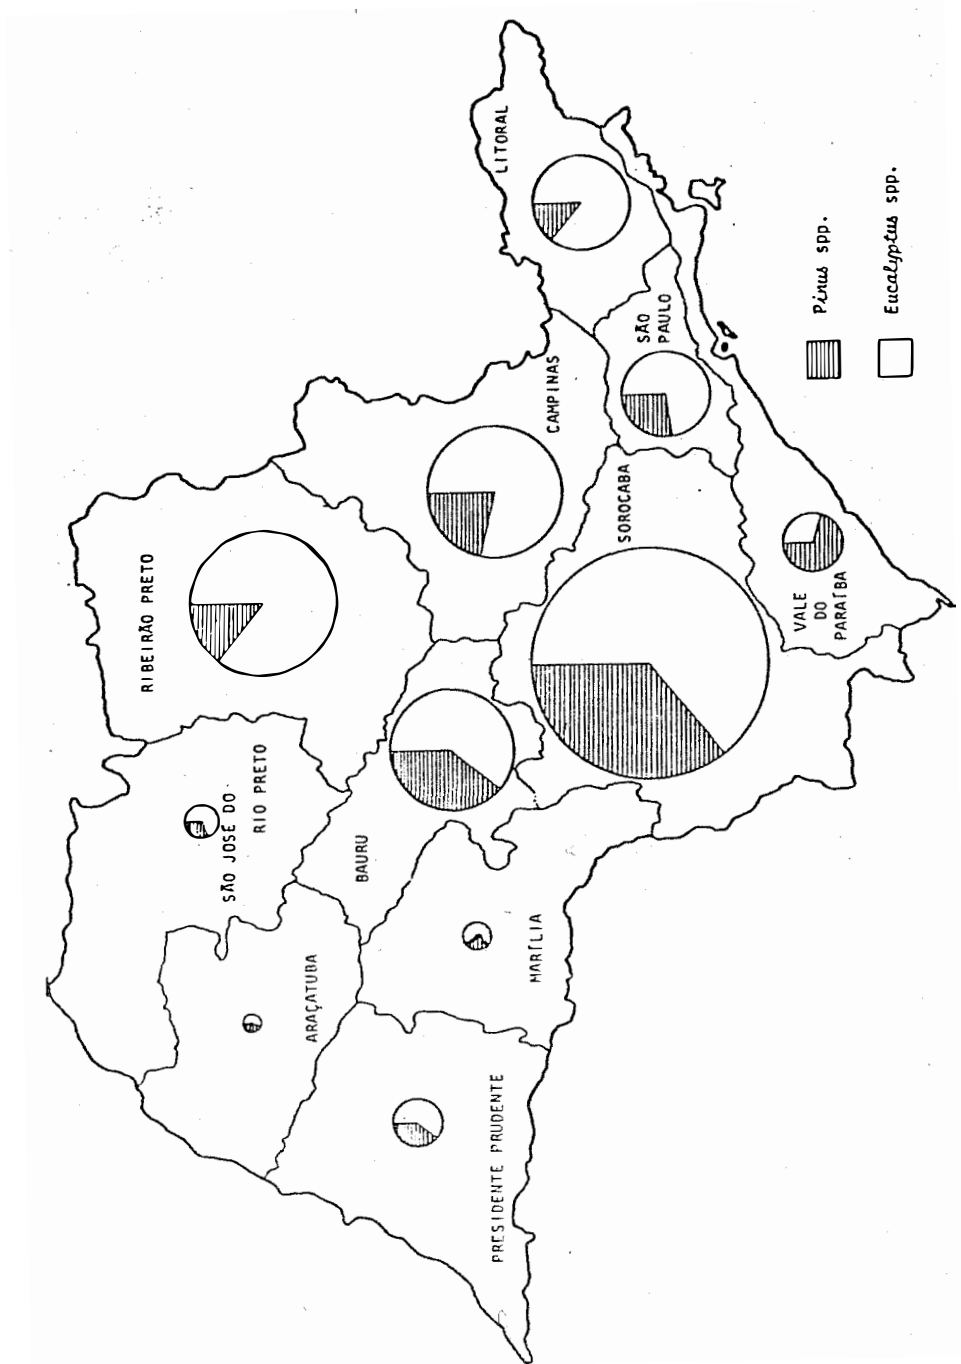 LITORAL
SÃO
PAULO
CAMPINAS
SOROCABA
VALE
DO
PARAÍBA
RIBEIRÃO PRETO
SÃO JOSÉ DO
RIO PRETO
BAURU
MARÍLIA
ARAÇATUBA
PRESIDENTE PRUDENTE
Pinus spp.
Eucalyptus spp.